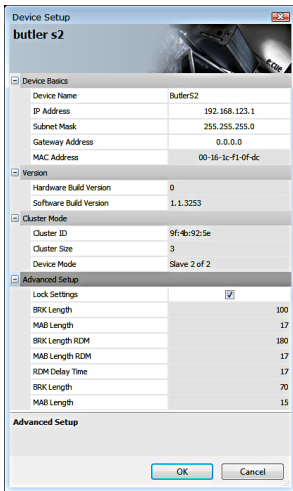 Device Setup
butler s2
e:cue
Device Basics
Device Name ButlerS2
IP Address 192.168.123.1
Subnet Mask 255.255.255.0
Gateway Address 0.0.0.0
MAC Address 00-16-1c-f1-0f-dc
Version
Hardware Build Version 0
Software Build Version 1.1.3253
Cluster Mode
Cluster ID 9f:4b:92:5e
Cluster Size 3
Device Mode Slave 2 of 2
Advanced Setup
Lock Settings
BRK Length 100
MAB Length 17
BRK Length RDM 180
MAB Length RDM 17
RDM Delay Time 17
BRK Length 70
MAB Length 15
Advanced Setup
OK Cancel